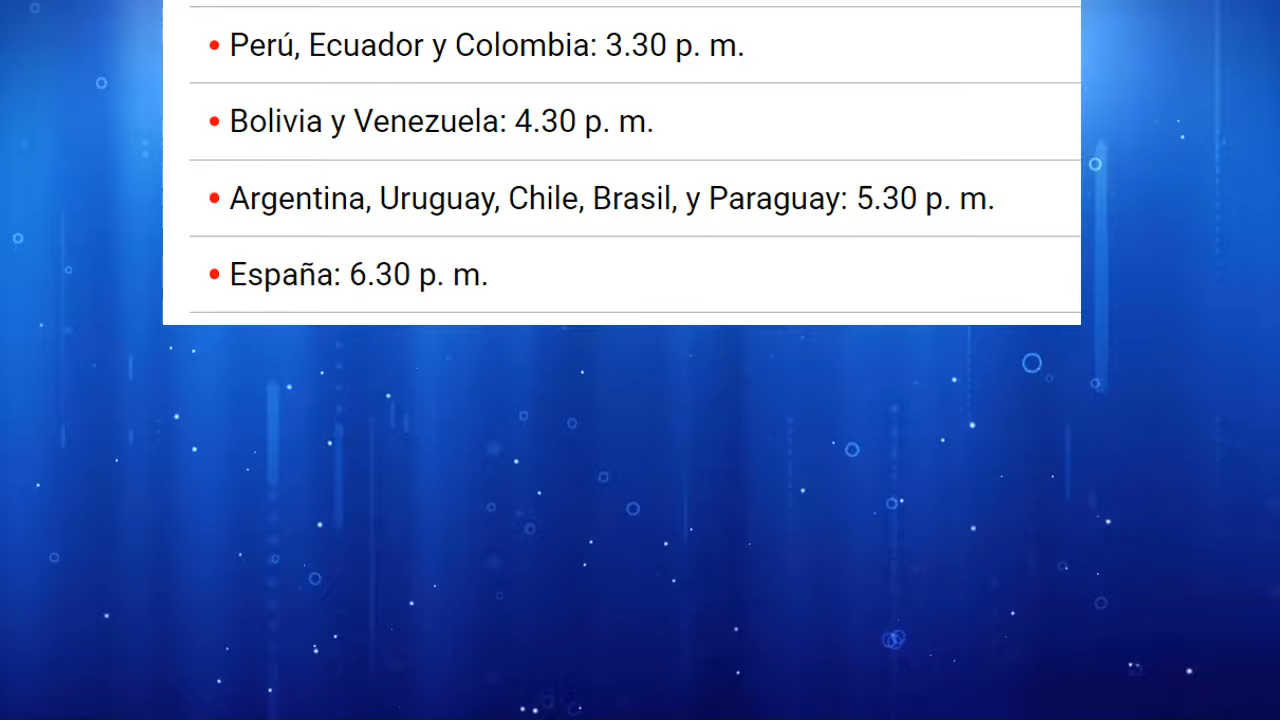 • Perú, Ecuador y Colombia: 3.30 p. m.
• Bolivia y Venezuela: 4.30 p. m.
• Argentina, Uruguay, Chile, Brasil, y Paraguay: 5.30 p. m.
• España: 6.30 p. m.